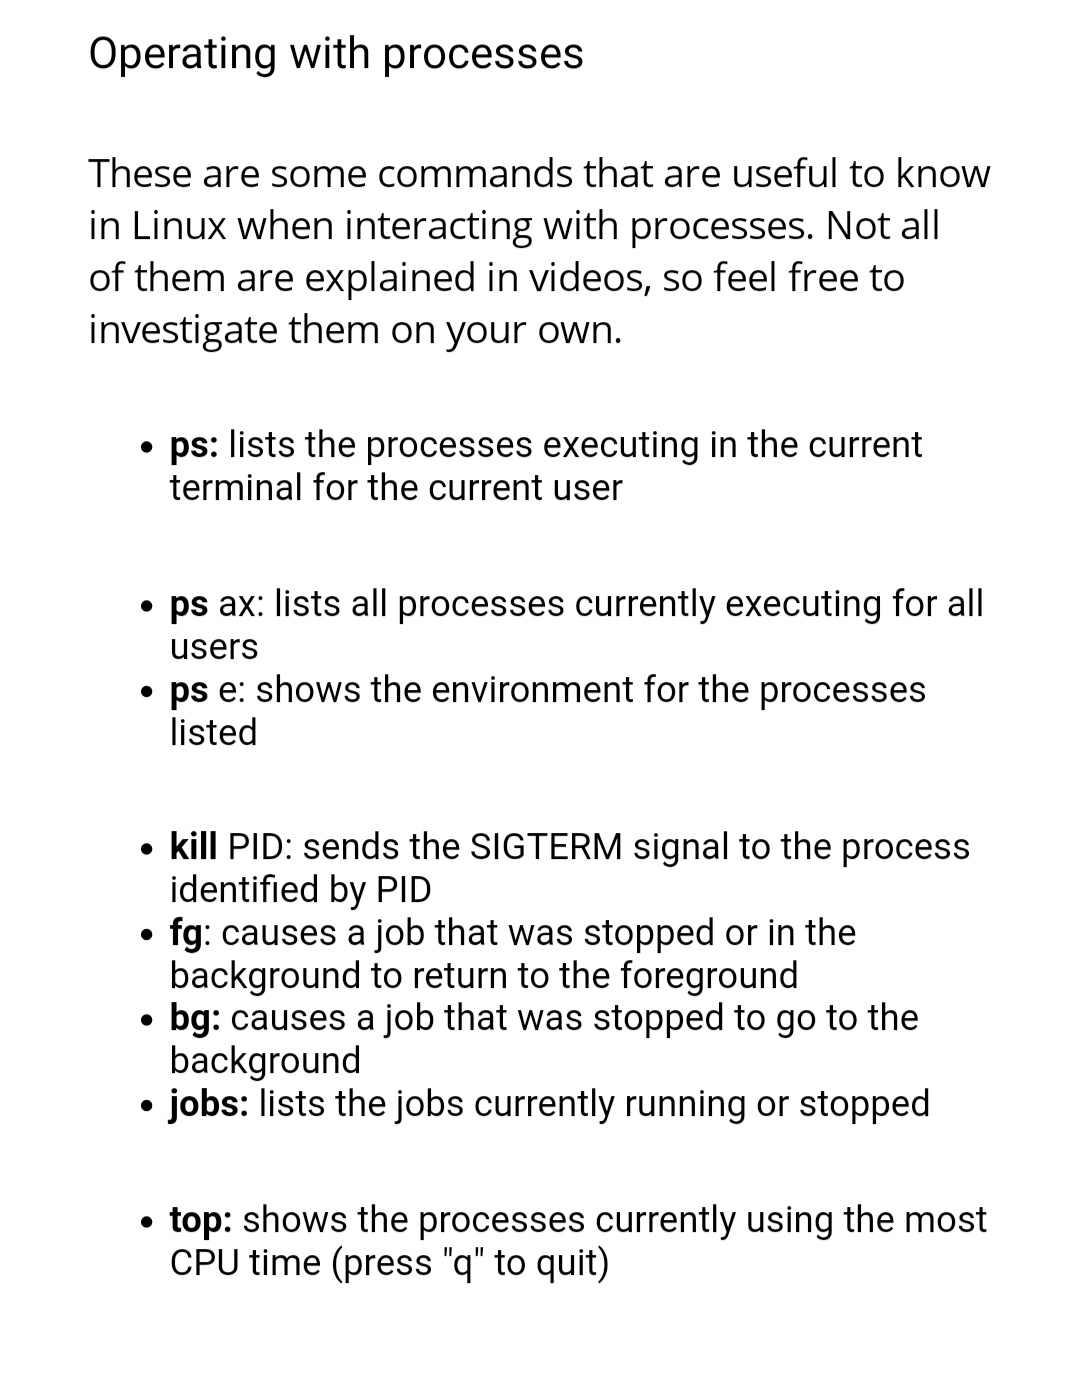 Operating with processes
These are some commands that are useful to know
in Linux when interacting with processes. Not all
of them are explained in videos, so feel free to
investigate them on your own.
• ps: lists the processes executing in the current
terminal for the current user
• ps ax: lists all processes currently executing for all
users
• ps e: shows the environment for the processes
listed
• kill PID: sends the SIGTERM signal to the process
identified by PID
• fg: causes a job that was stopped or in the
background to return to the foreground
• bg: causes a job that was stopped to go to the
background
• jobs: lists the jobs currently running or stopped
• top: shows the processes currently using the most
CPU time (press "q" to quit)